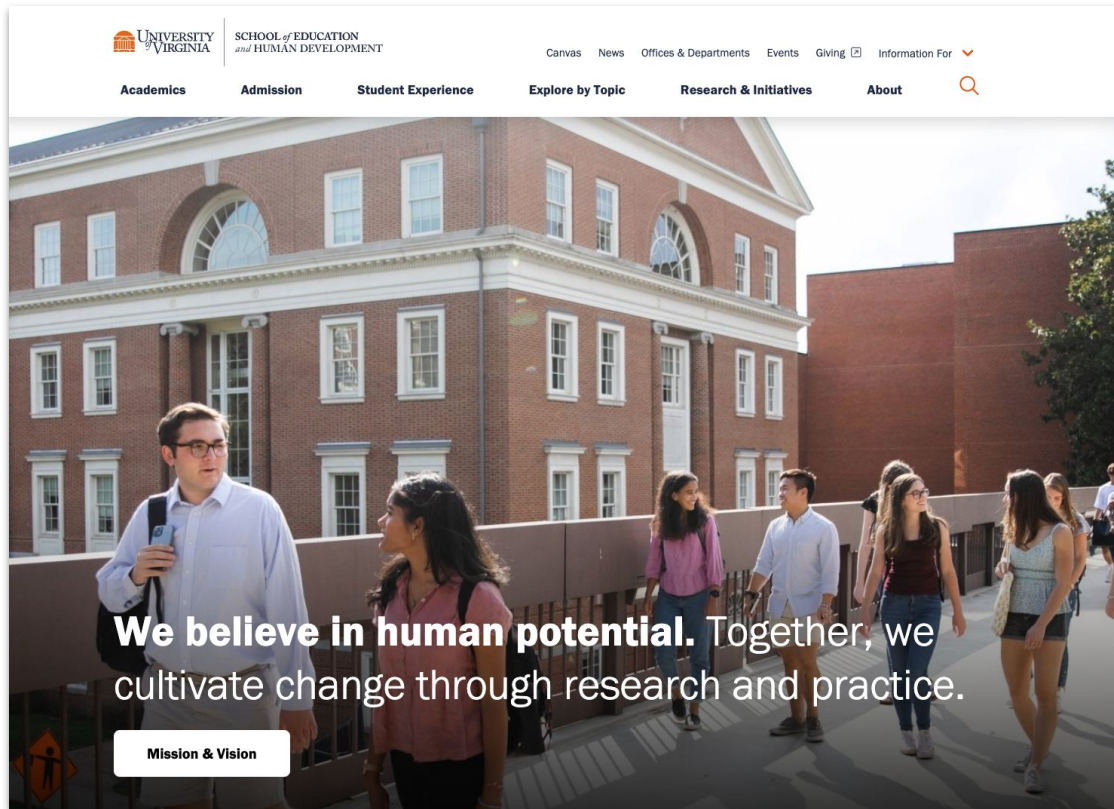 UNIVERSITY
of VIRGINIA
SCHOOL of EDUCATION
and HUMAN DEVELOPMENT
Canvas News Offices & Departments Events Giving Information For
Academics Admission Student Experience Explore by Topic Research & Initiatives About
We believe in human potential. Together, we
cultivate change through research and practice.
Mission & Vision